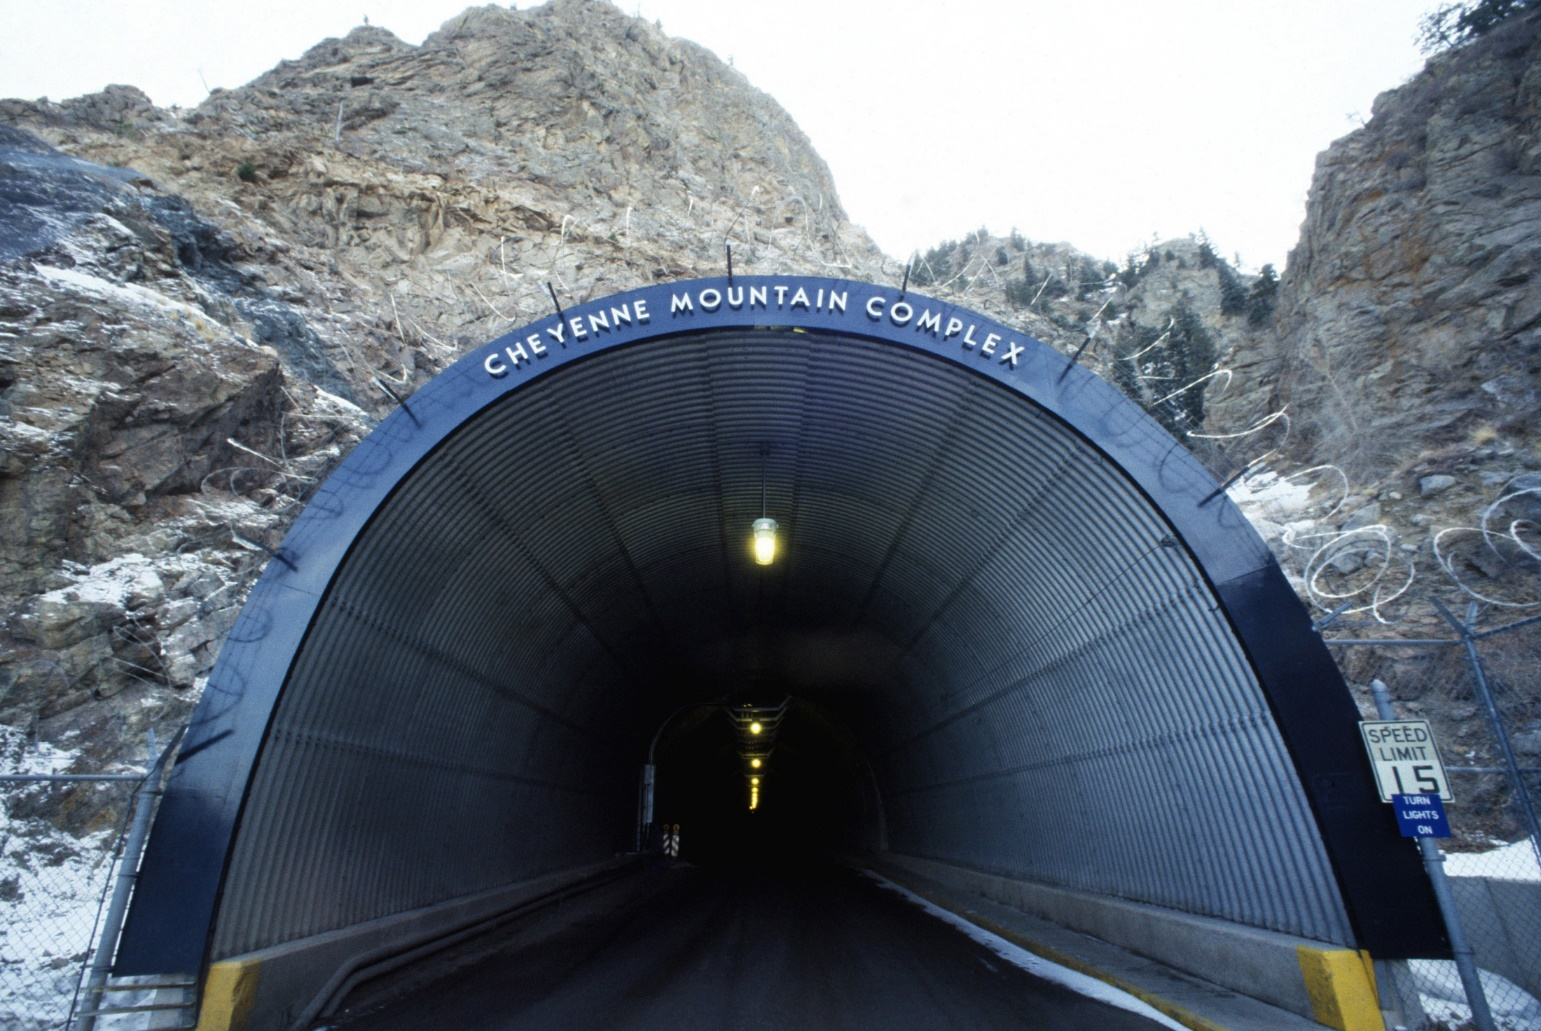 CHEYENNE MOUNTAIN COMPLEX
SPEED
LIMIT
15
TURN
LIGHTS
ON